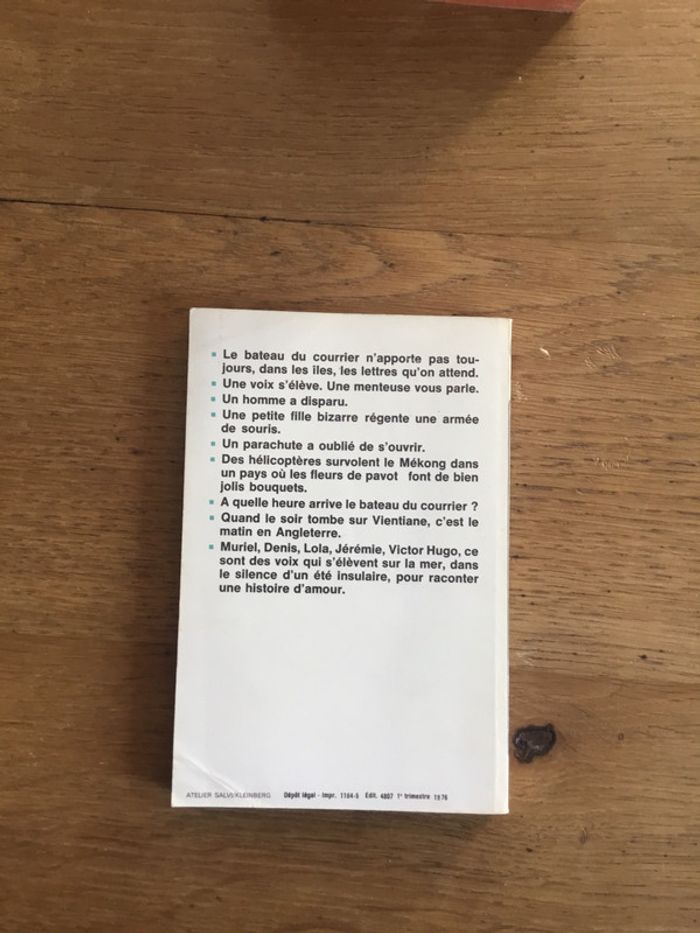 Le bateau du courrier n'apporte pas tou-
jours, dans les îles, les lettres qu'on attend.
Une voix s'élève. Une menteuse vous parle.
Un homme a disparu.
Une petite fille bizarre régente une armée
de souris.
Un parachute a oublié de s'ouvrir.
Des hélicoptères survolent le Mékong dans
un pays où les fleurs de pavot font de bien
jolis bouquets.
A quelle heure arrive le bateau du courrier ?
Quand le soir tombe sur Vientiane, c'est le
matin en Angleterre.
Muriel, Denis, Lola, Jérémie, Victor Hugo, ce
sont des voix qui s'élèvent sur la mer, dans
le silence d'un été insulaire, pour raconter
une histoire d'amour.
ATELIER Dépôt légal - Impr. 1164-5 Édit. 4807 1er trimestre 1976